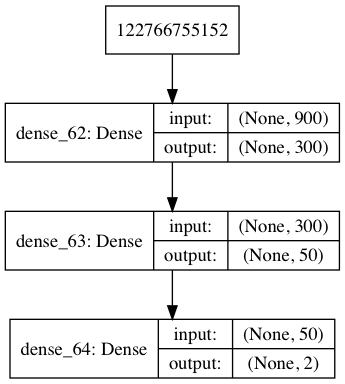 122766755152
dense_62: Dense
input:
(None, 900)
output:
(None, 300)
dense_63: Dense
input:
(None, 300)
output:
(None, 50)
dense_64: Dense
input:
(None, 50)
output:
(None, 2)